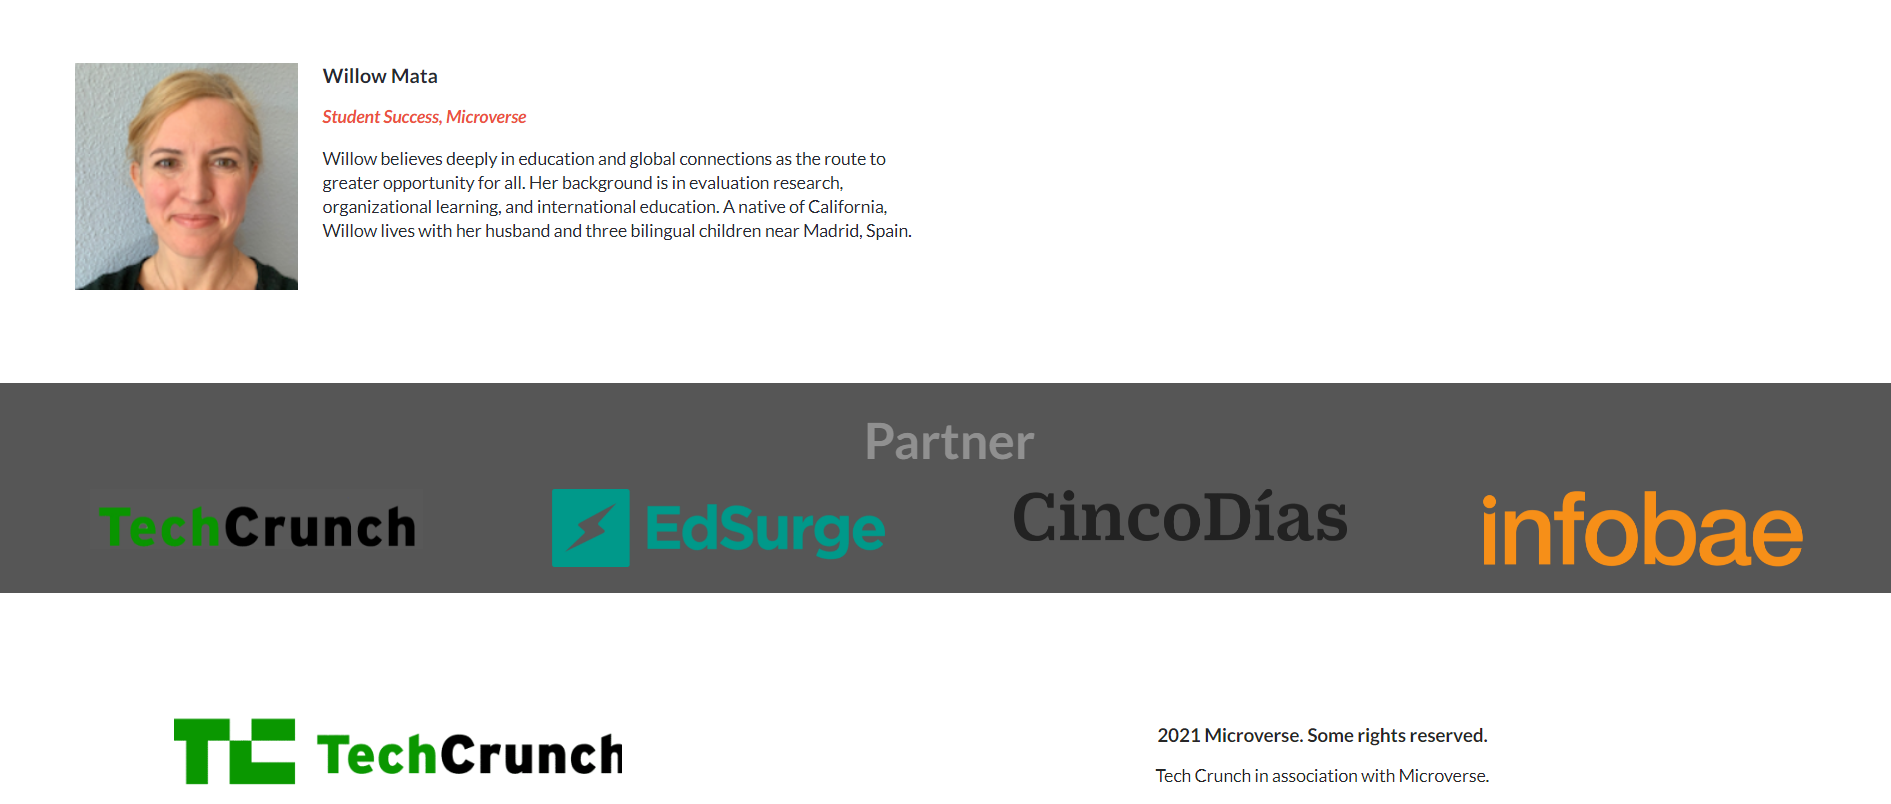 Willow Mata
Student Success, Microverse
Willow believes deeply in education and global connections as the route to
greater opportunity for all. Her background is in evaluation research,
organizational learning, and international education. A native of California,
Willow lives with her husband and three bilingual children near Madrid, Spain.
Partner
TechCrunch
EdSurge
CincoDías
infobae
TC TechCrunch
2021 Microverse. Some rights reserved.
Tech Crunch in association with Microverse.